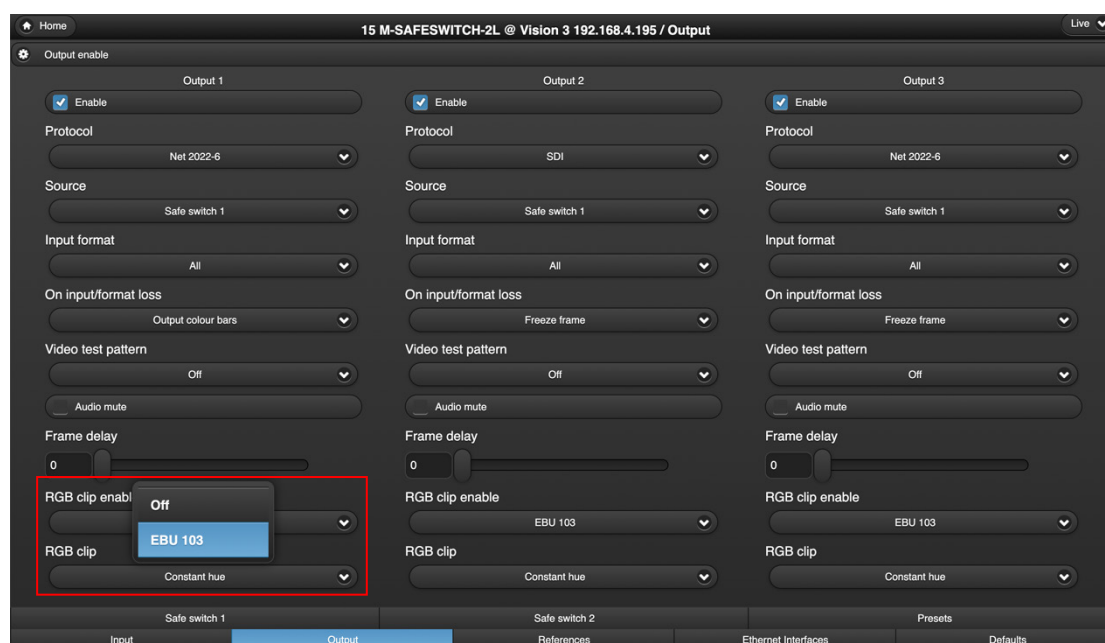 Home
15 M-SAFESWITCH-2L @ Vision 3 192.168.4.195 / Output
Live
Output enable
Output 1 Output 2 Output 3
Enable Enable Enable
Protocol Protocol Protocol
Net 2022-6 SDI Net 2022-6
Source Source Source
Safe switch 1 Safe switch 1 Safe switch 1
Input format Input format Input format
All All All
On input/format loss On input/format loss On input/format loss
Output colour bars Freeze frame Freeze frame
Video test pattern Video test pattern Video test pattern
Off Off Off
Audio mute Audio mute Audio mute
Frame delay Frame delay Frame delay
0 0 0
RGB clip enabl RGB clip enable RGB clip enable
Off
EBU 103 EBU 103 EBU 103
RGB clip RGB clip RGB clip
Constant hue Constant hue Constant hue
Safe switch 1 Safe switch 2 Presets
Input Output References Ethernet Interfaces Defaults